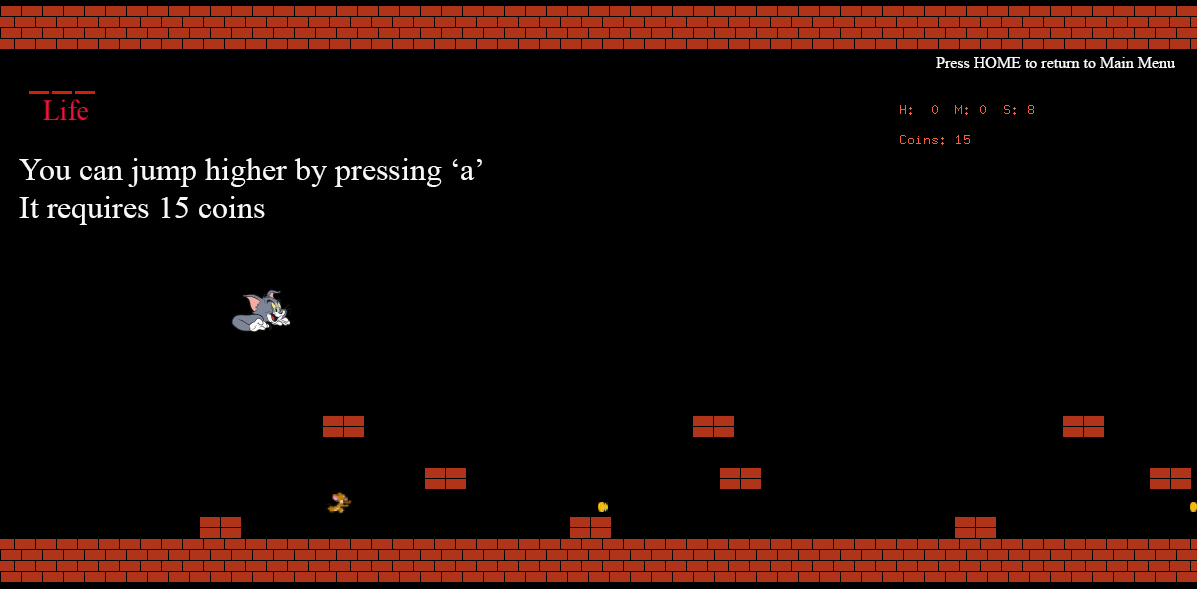 Press HOME to return to Main Menu
Life
H: 0 M: 0 S: 8
Coins: 15
You can jump higher by pressing ‘a’
It requires 15 coins